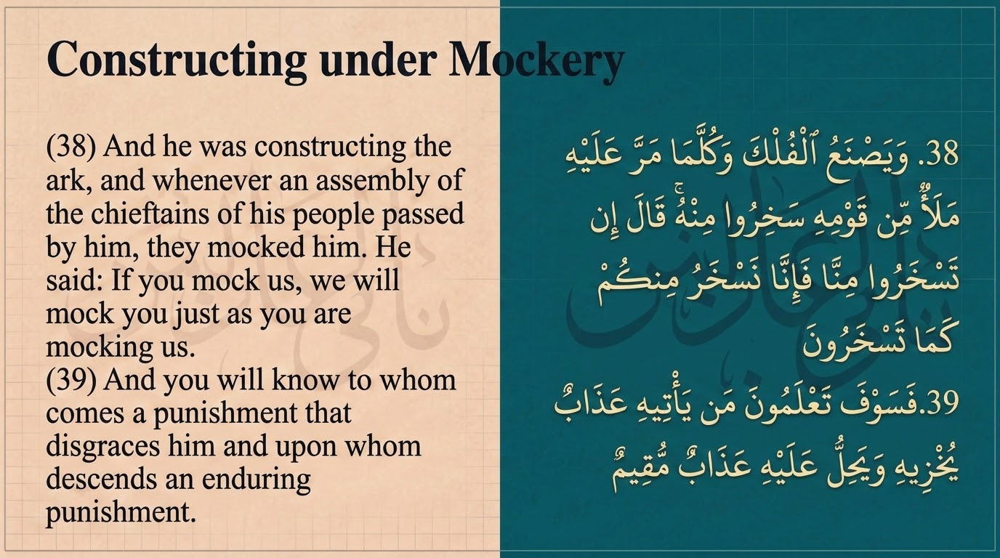 Constructing under Mockery
(38) And he was constructing the
ark, and whenever an assembly of
the chieftains of his people passed
by him, they mocked him. He
said: If you mock us, we will
mock you just as you are
mocking us.
(39) And you will know to whom
comes a punishment that
disgraces him and upon whom
descends an enduring
punishment.
38. وَيَصْنَعُ ٱلْفُلْكَ وَكُلَّمَا مَرَّ عَلَيْهِ
مَلَأٌ مِّن قَوْمِهِ سَخِرُوا مِنْهُۚ قَالَ إِن
تَسْخَرُوا مِنَّا فَإِنَّا نَسْخَرُ مِنكُمْ
كَمَا تَسْخَرُونَ
39.فَسَوْفَ تَعْلَمُونَ مَن يَأْتِيهِ عَذَابٌ
يُخْزِيهِ وَيَحِلُّ عَلَيْهِ عَذَابٌ مُّقِيمٌ